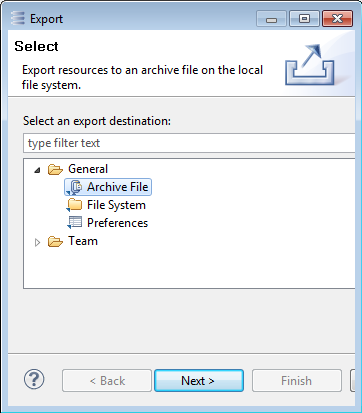 Export
Select
Export resources to an archive file on the local
file system.
Select an export destination:
type filter text
General
Archive File
File System
Preferences
Team
?
< Back
Next >
Finish